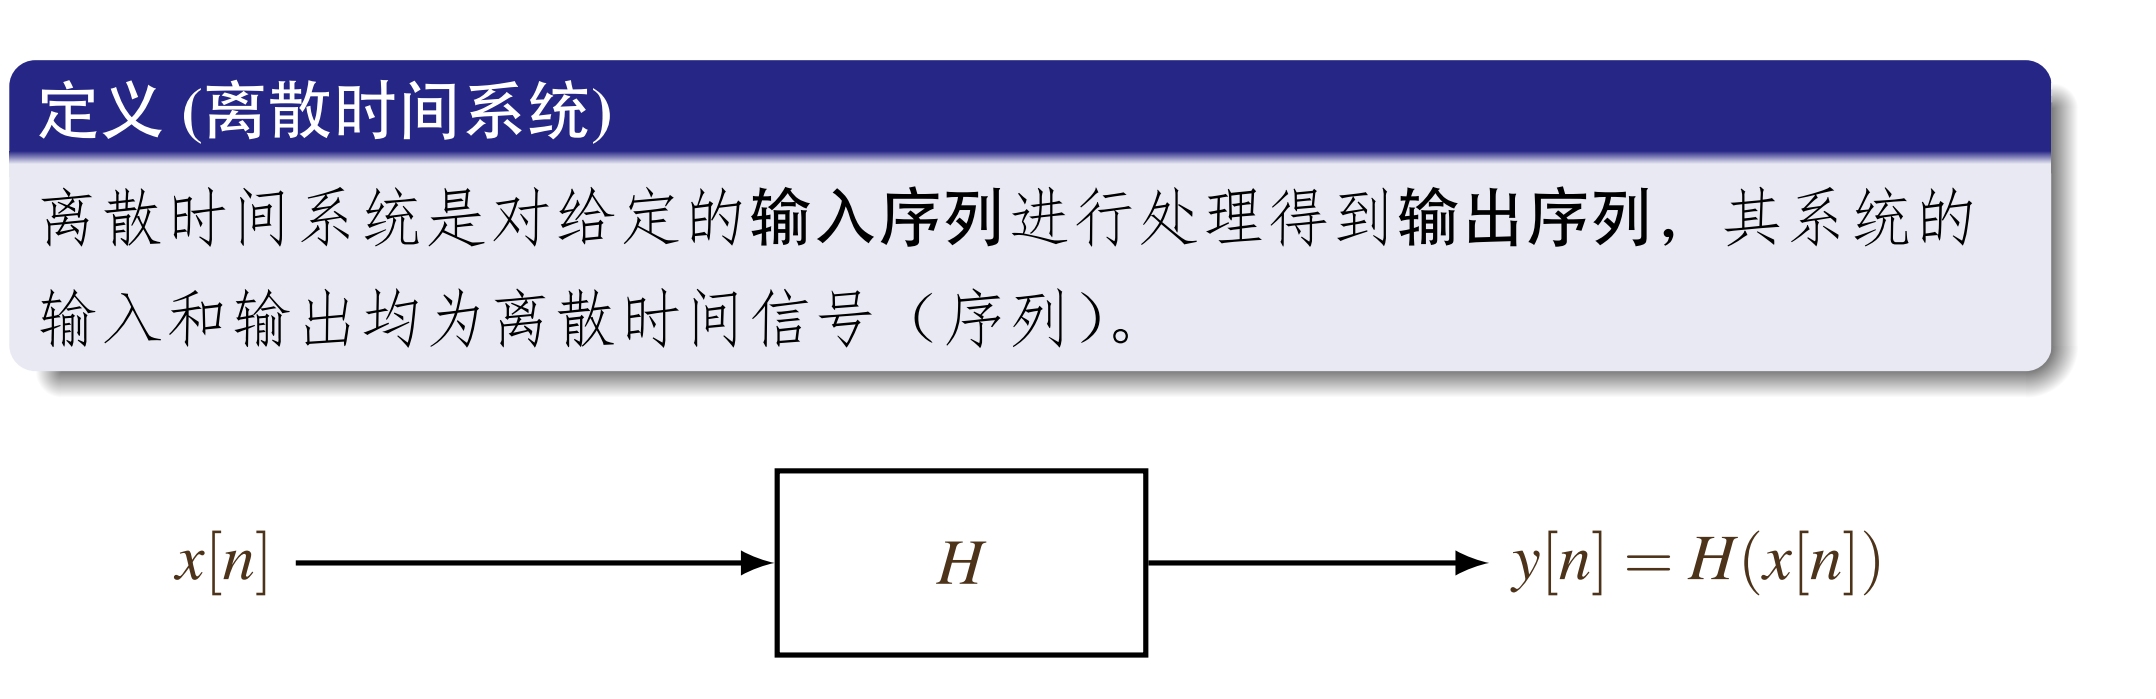 定义 (离散时间系统)
离散时间系统是对给定的输入序列进行处理得到输出序列，其系统的
输入和输出均为离散时间信号（序列）。
x[n] H y[n] = H(x[n])